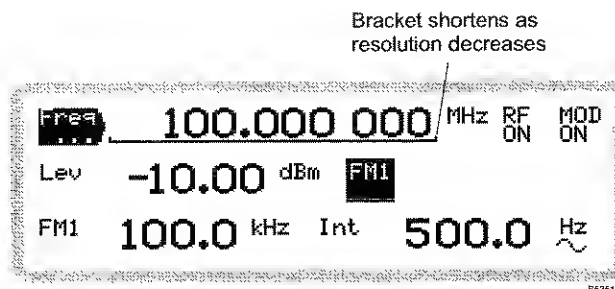 Bracket shortens as
resolution decreases
Freq 100.000 000 MHz RF ON MOD ON
Lev -10.00 dBm FM1
FM1 100.0 kHz Int 500.0 Hz